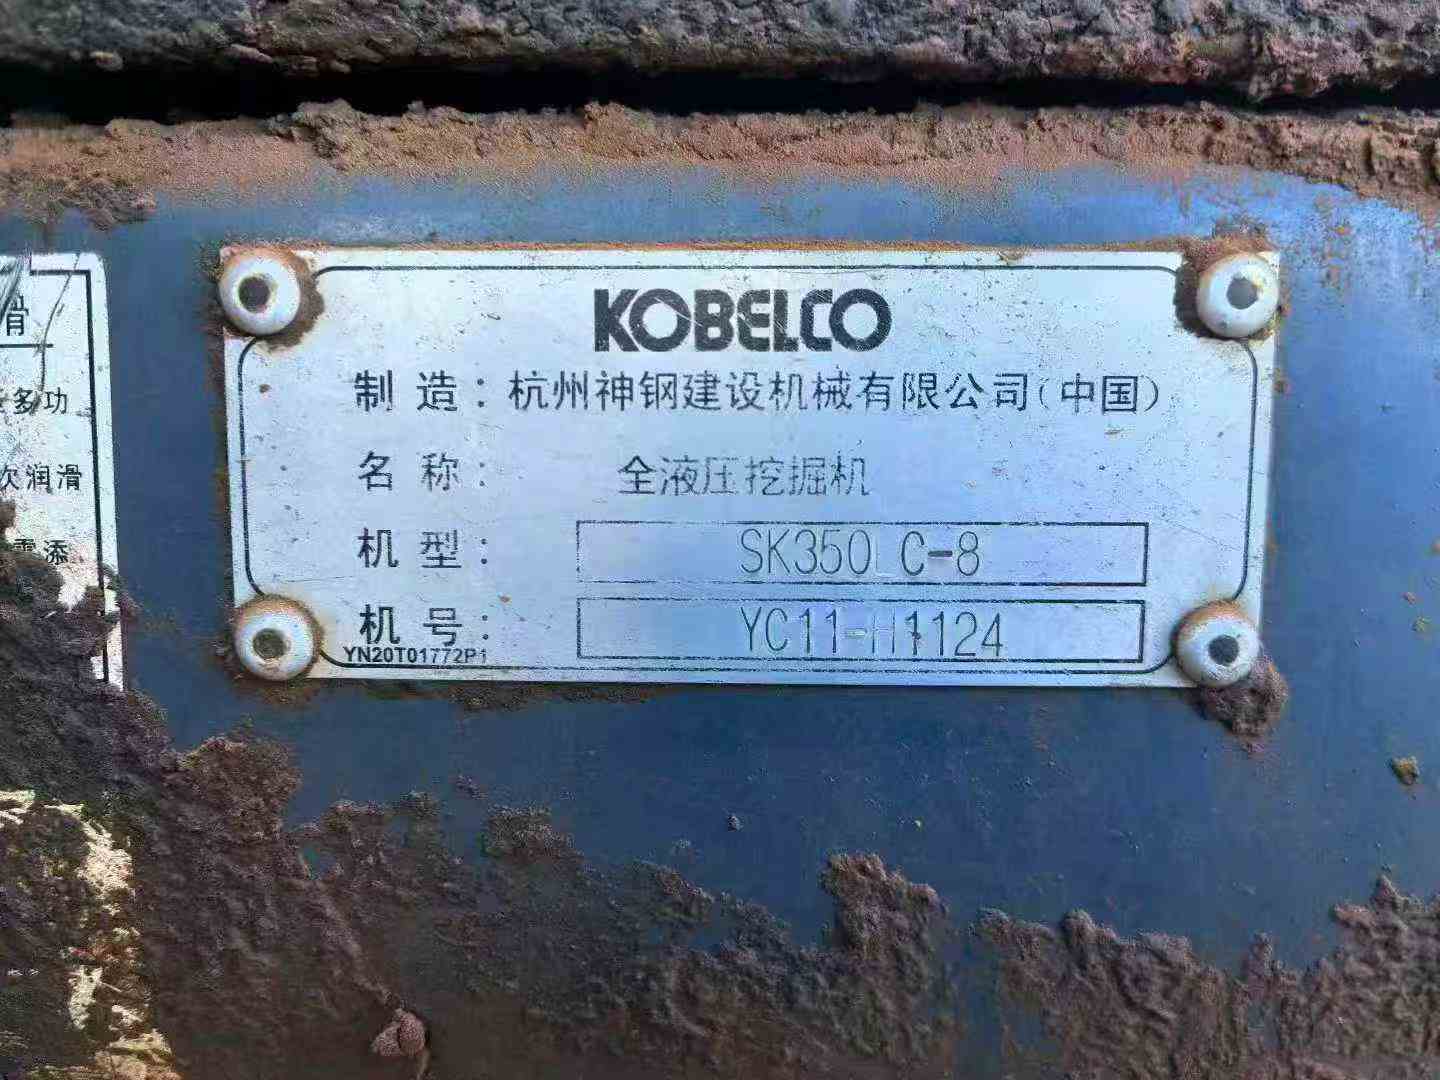 KOBELCO
制 造：杭州神钢建设机械有限公司(中国)
名 称： 全液压挖掘机
机 型： SK350LC-8
机 号： YC11-H1124
YN20T01772P1
滑
多功
次润滑
需添